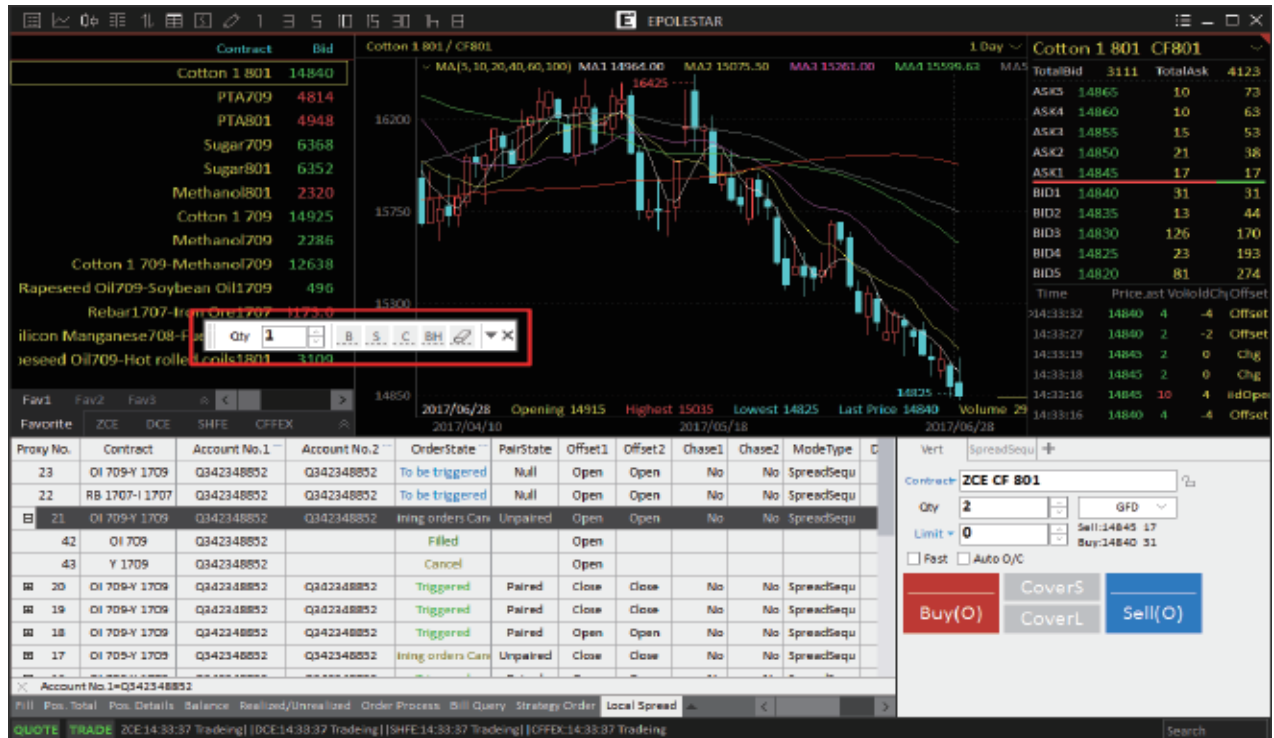 EPOLESTAR
Contract Bid
Cotton 1 801 14840
PTA709 4814
PTA801 4948
Sugar709 6368
Sugar801 6352
Methanol801 2320
Cotton 1 709 14925
Methanol709 2286
Cotton 1 709-Methanol709 12638
Rapeseed Oil709-Soybean Oil1709 496
Rebar1707-Iron Ore1707
ilicon Manganese708-
Oil709-Hot rolled coils1801 3109
Qty 1 B S C BH
Fav1 Fav2 Fav3
Favorite ZCE DCE SHFE CFFEX
Cotton 1 801 / CF801 1 Day
MA(5,10,20,40,60,100) MA1 14964.00 MA2 15075.50 MA3 15261.00 MA4 15599.63 MA5
16425
16200
15750
15300
14850
14825
2017/06/28 Opening 14915 Highest 15035 Lowest 14825 Last Price 14840 Volume 29
2017/04/10 2017/05/18 2017/06/28
Cotton 1 801 CF801
TotalBid 3111 TotalAsk 4123
ASK5 14865 10 73
ASK4 14860 10 63
ASK3 14855 15 53
ASK2 14850 21 38
ASK1 14845 17 17
BID1 14840 31 31
BID2 14835 13 44
BID3 14830 126 170
BID4 14825 23 193
BID5 14820 81 274
Time Price Offset
14:33:32 14840 4 -4 Offset
14:33:27 14840 2 -2 Offset
14:33:19 14845 2 0 Chg
14:33:18 14845 2 0 Chg
14:33:16 14845 10 4
14:33:16 14840 4 -4 Offset
Proxy No. Contract Account No.1 Account No.2 OrderState PairState Offset1 Offset2 Chase1 Chase2 ModeType
23 OI 709-Y 1709 Q342348852 Q342348852 To be triggered Null Open Open No No SpreadSequ
22 RB 1707-I 1707 Q342348852 Q342348852 To be triggered Null Open Open No No SpreadSequ
21 OI 709-Y 1709 Q342348852 Q342348852 ining orders Can Unpaired Open Open No No SpreadSequ
42 OI 709 Q342348852 Filled Open
43 Y 1709 Q342348852 Cancel Open
20 OI 709-Y 1709 Q342348852 Q342348852 Triggered Paired Close Close No No SpreadSequ
19 OI 709-Y 1709 Q342348852 Q342348852 Triggered Paired Close Close No No SpreadSequ
18 OI 709-Y 1709 Q342348852 Q342348852 Triggered Paired Open Open No No SpreadSequ
17 OI 709-Y 1709 Q342348852 Q342348852 ining orders Can Unpaired Close Close No No SpreadSequ
Account No.1=Q342348852
Fill Pos. Total Pos. Details Balance Realized/Unrealized Order Process Bill Query Strategy Order Local Spread
Vert SpreadSequ
Contract ZCE CF 801
Qty 2 GFD
Limit 0 Sell:14845 17
Buy:14840 31
Fast Auto O/C
Buy(O) CoverS Sell(O)
CoverL
QUOTE TRADE ZCE:14:33:37 Tradeing||DCE:14:33:37 Tradeing||SHFE:14:33:37 Tradeing||CFFEX:14:33:37 Tradeing Search